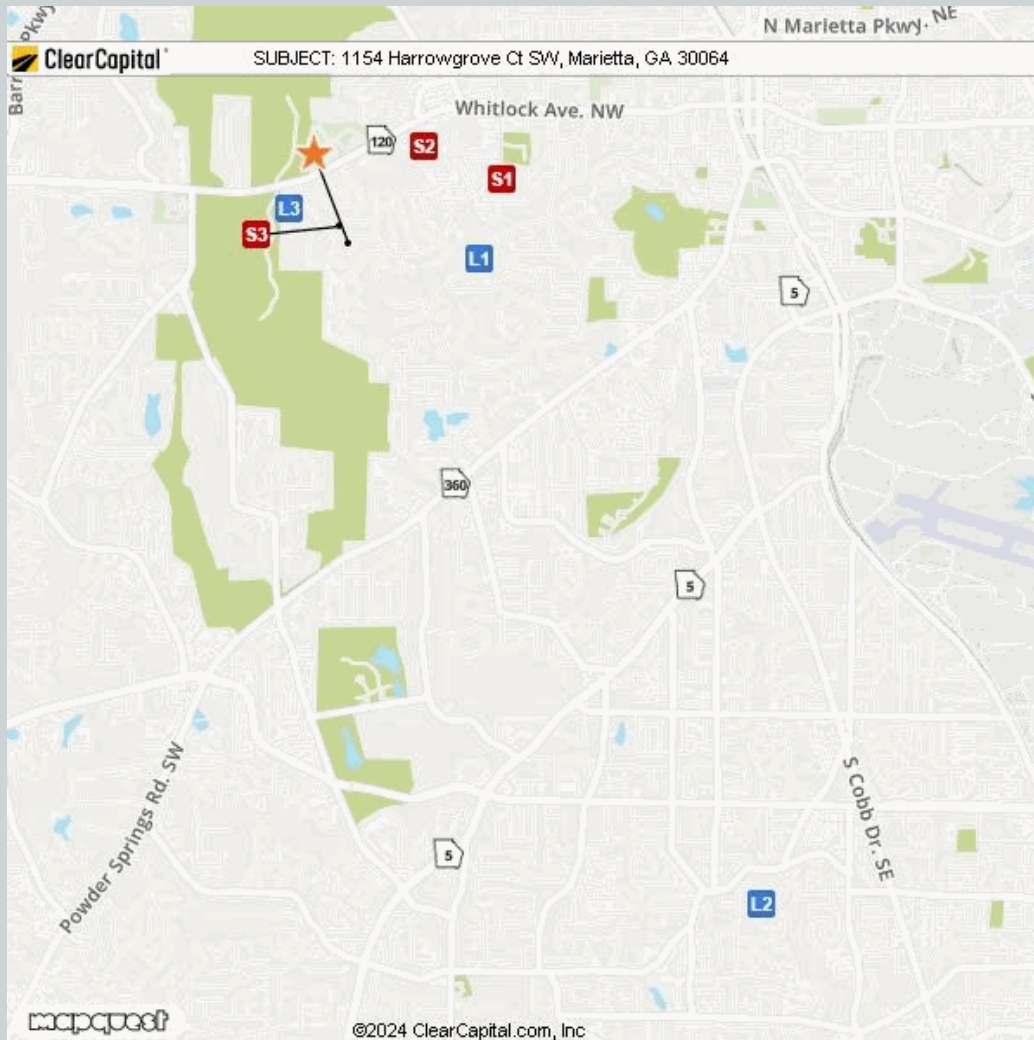 Pkwy
N Marietta Pkwy. NE
ClearCapital®
SUBJECT: 1154 Harrowgrove Ct SW, Marietta, GA 30064
Barr
Whitlock Ave. NW
120
S2
S1
L3
S3
L1
5
360
5
Powder Springs Rd. SW
S Cobb Dr. SE
5
L2
mapquest
©2024 ClearCapital.com, Inc